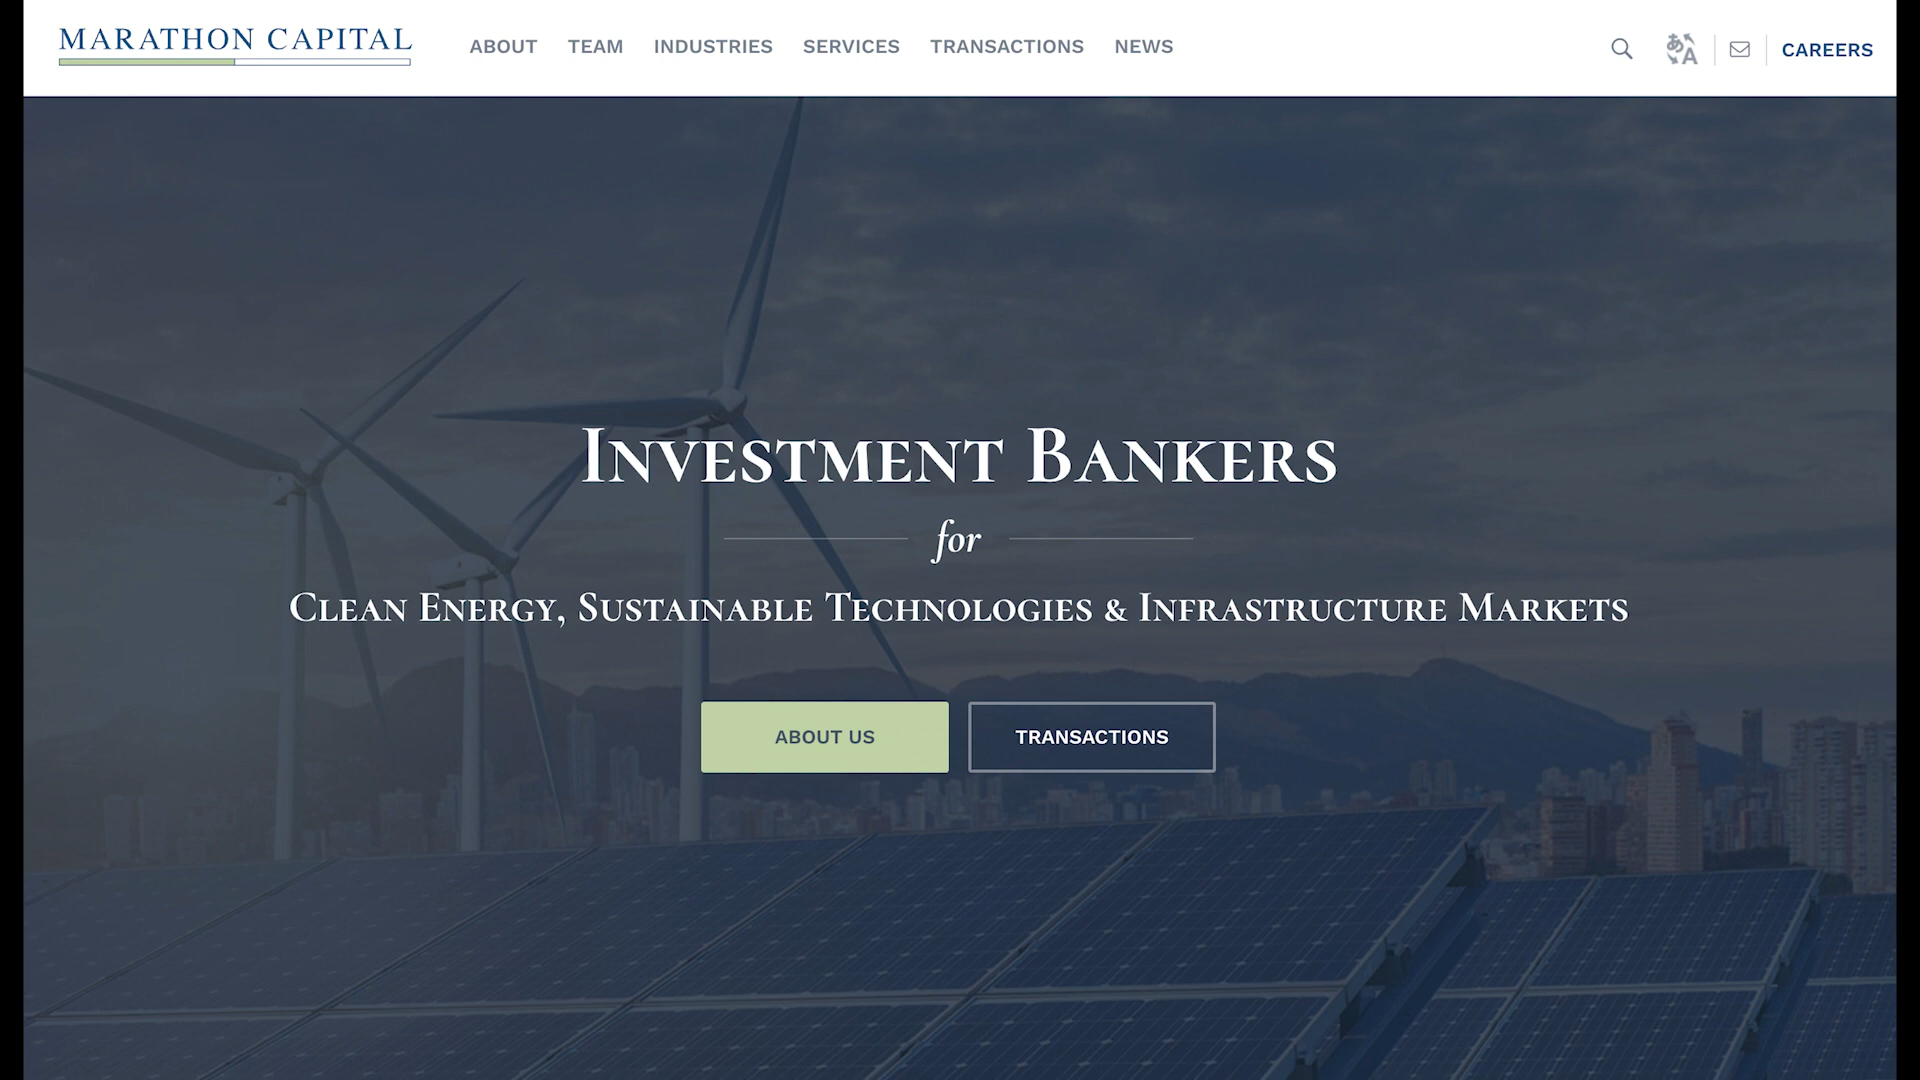 MARATHON CAPITAL
ABOUT TEAM INDUSTRIES SERVICES TRANSACTIONS NEWS
CAREERS
INVESTMENT BANKERS
for
CLEAN ENERGY, SUSTAINABLE TECHNOLOGIES & INFRASTRUCTURE MARKETS
ABOUT US
TRANSACTIONS